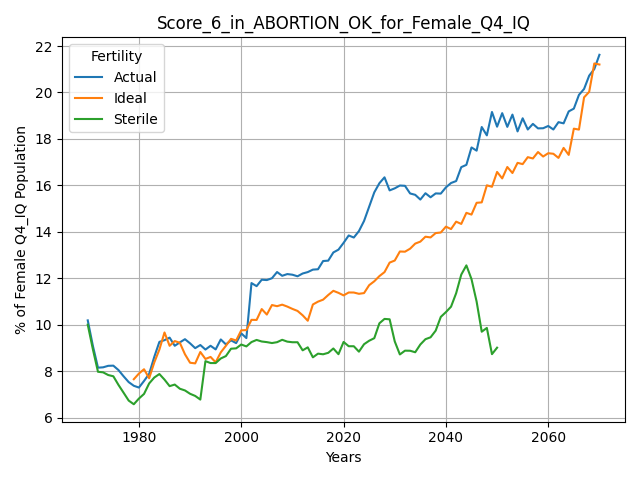 Score_6_in_ABORTION_OK_for_Female_Q4_IQ
Fertility
Actual
Ideal
Sterile
% of Female Q4_IQ Population
22
20
18
16
14
12
10
8
6
1980
2000
2020
2040
2060
Years